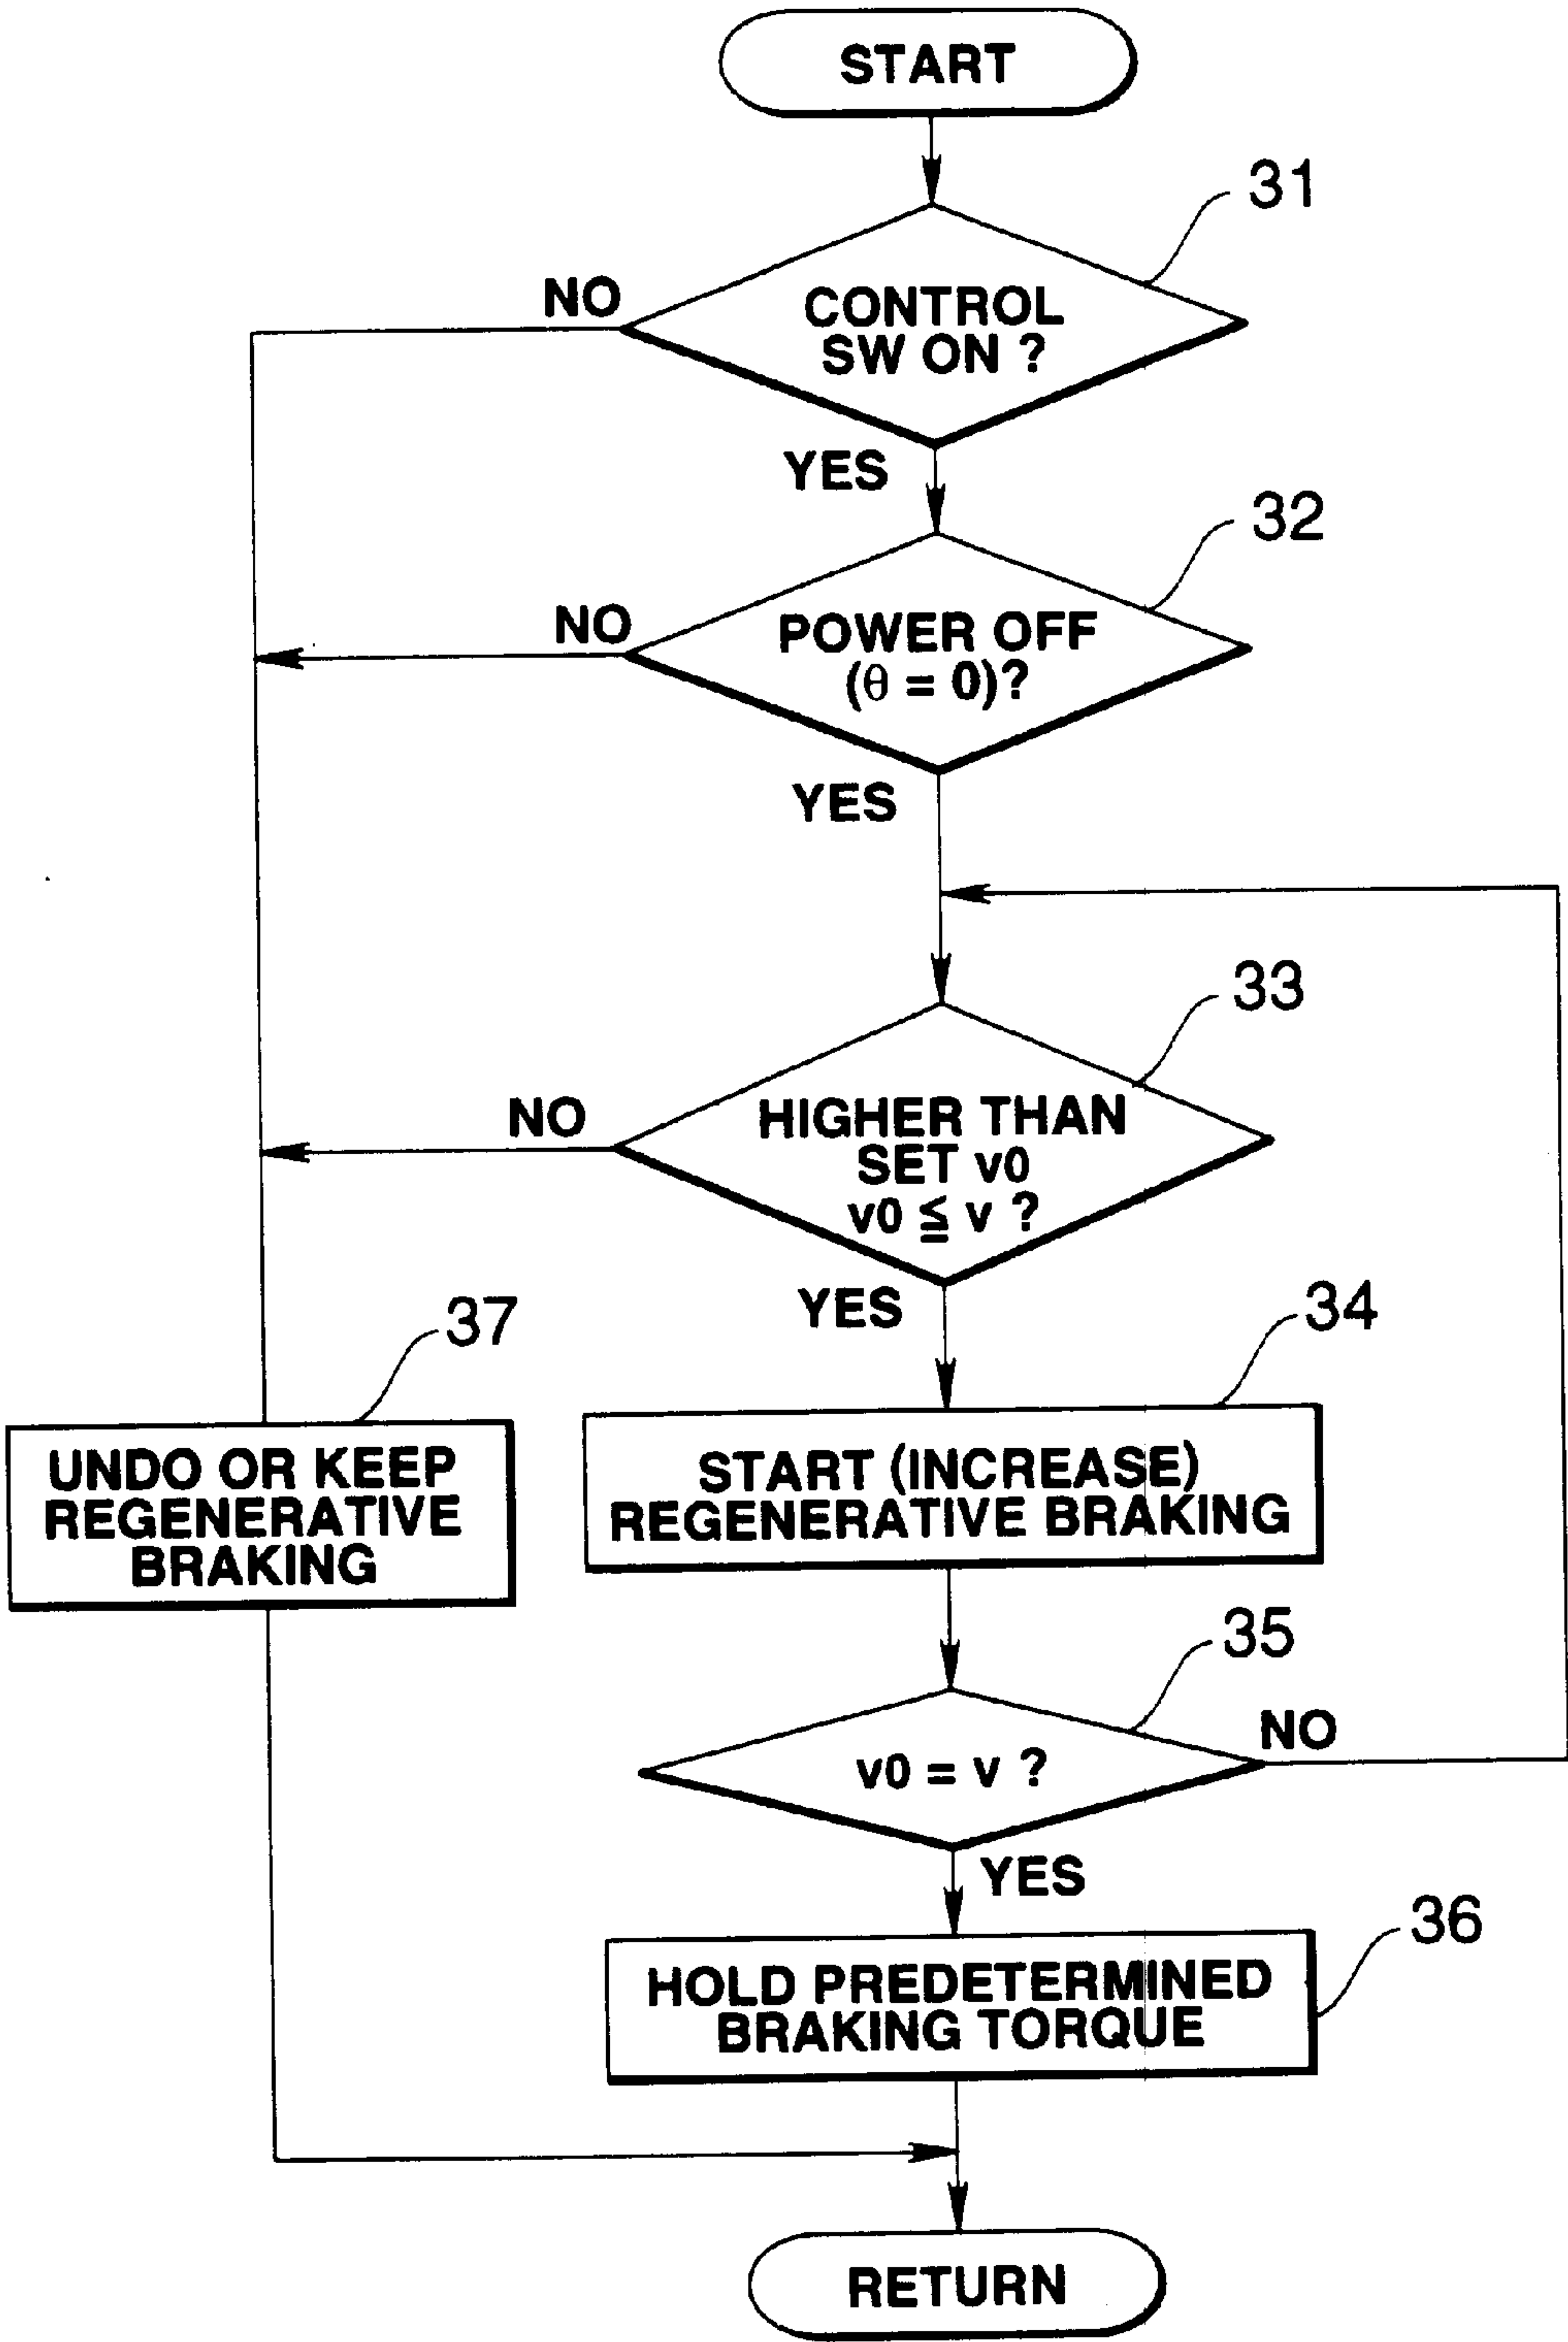 START
31
NO
CONTROL
SW ON ?
YES
32
NO
POWER OFF
(θ = 0)?
YES
33
NO
HIGHER THAN
SET v0
v0 ≦ v ?
YES
34
37
START (INCREASE)
REGENERATIVE BRAKING
UNDO OR KEEP
REGENERATIVE
BRAKING
35
NO
v0 = v ?
YES
36
HOLD PREDETERMINED
BRAKING TORQUE
RETURN